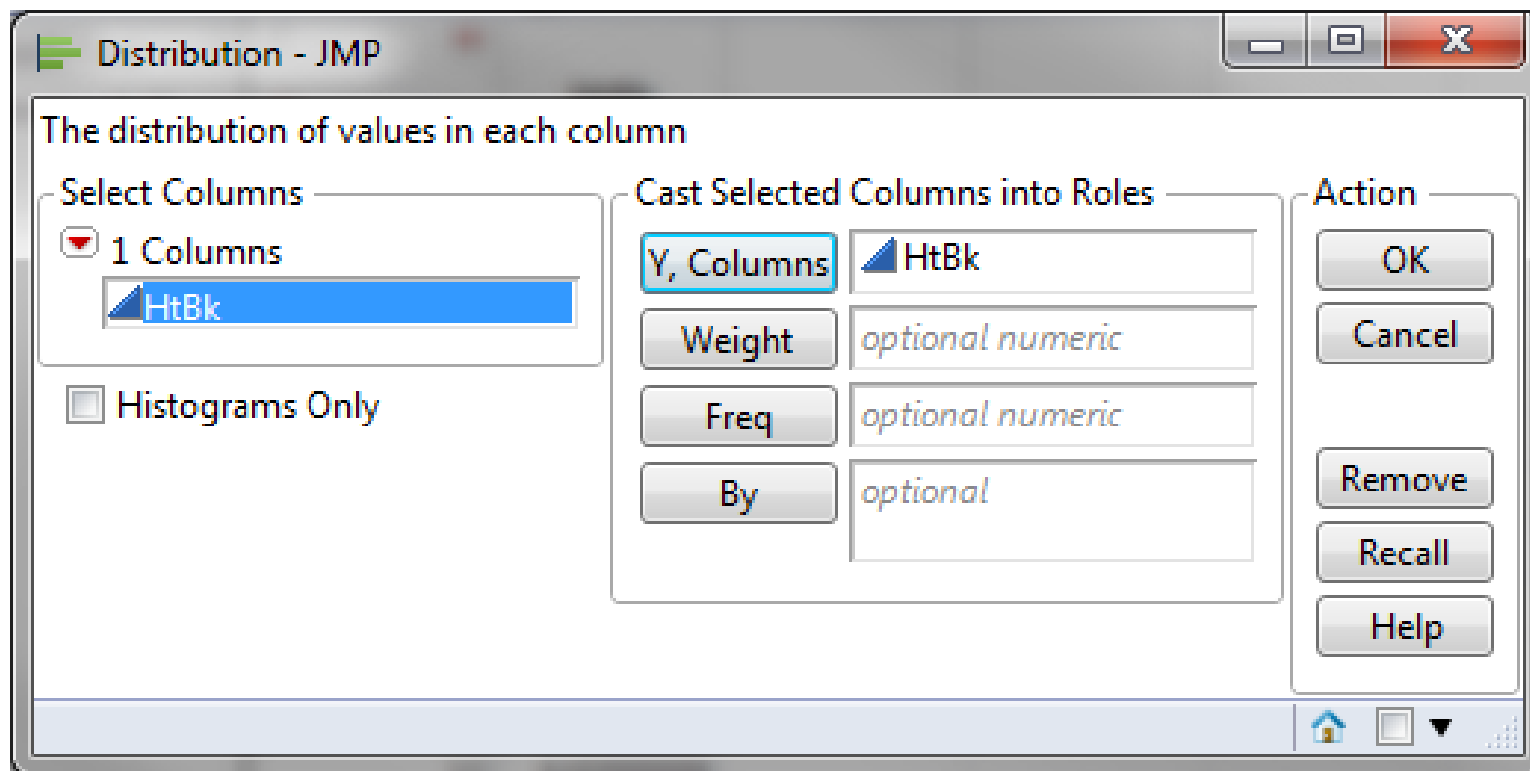 Distribution - JMP
The distribution of values in each column
Select Columns
1 Columns
HtBk
Histograms Only
Cast Selected Columns into Roles
Y, Columns HtBk
Weight optional numeric
Freq optional numeric
By optional
Action
OK
Cancel
Remove
Recall
Help